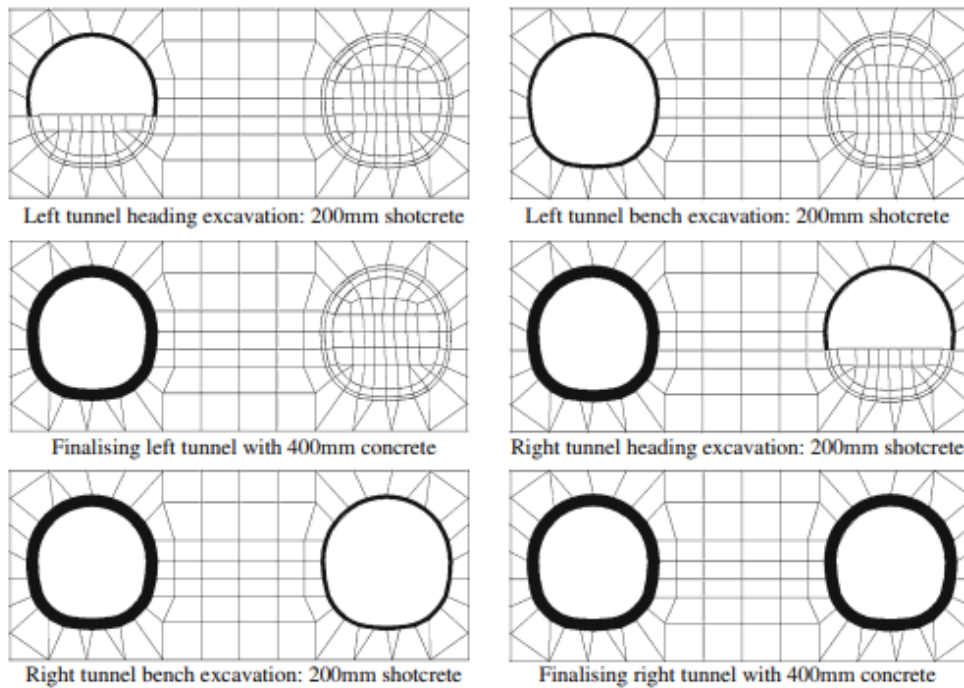 Left tunnel heading excavation: 200mm shotcrete
Left tunnel bench excavation: 200mm shotcrete
Finalising left tunnel with 400mm concrete
Right tunnel heading excavation: 200mm shotcrete
Right tunnel bench excavation: 200mm shotcrete
Finalising right tunnel with 400mm concrete